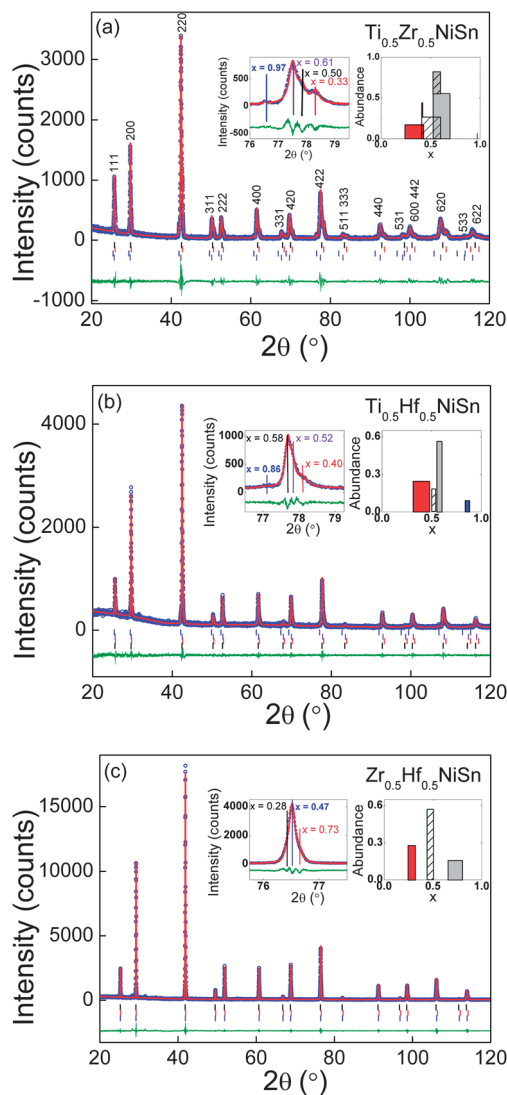 (a)
Ti0.5Zr0.5NiSn
220
3000
2000
1000
0
-1000
Intensity (counts)
111
200
311
222
400
331
420
422
511 333
440
531
600 442
620
533
622
x = 0.97
x = 0.61
x = 0.50
x = 0.33
500
0
-500
Intensity (counts)
76 77 78 79
2θ (°)
1.0
0.8
0.6
0.4
0.2
0.0
Abundance
0.0 0.5 1.0
x
20 40 60 80 100 120
2θ (°)
(b)
Ti0.5Hf0.5NiSn
4000
2000
0
Intensity (counts)
x = 0.58
x = 0.52
x = 0.86
x = 0.40
1000
500
0
Intensity (counts)
77 78 79
2θ (°)
0.6
0.3
0.0
Abundance
0.0 0.5 1.0
x
20 40 60 80 100 120
2θ (°)
(c)
Zr0.5Hf0.5NiSn
15000
10000
5000
0
Intensity (counts)
x = 0.28
x = 0.47
x = 0.73
4000
2000
0
Intensity (counts)
76 77
2θ (°)
0.6
0.3
0.0
Abundance
0.0 0.5 1.0
x
20 40 60 80 100 120
2θ (°)